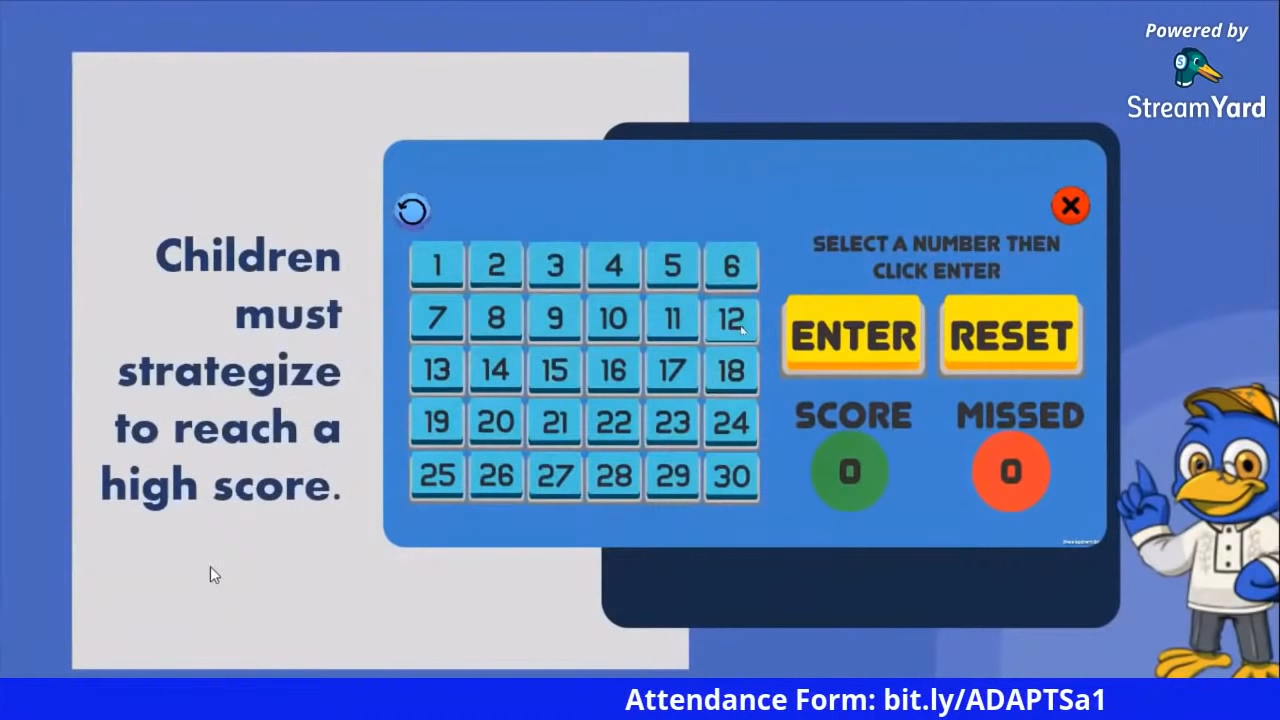 Powered by
StreamYard
Children
must
strategize
to reach a
high score.
SELECT A NUMBER THEN
CLICK ENTER
1 2 3 4 5 6
7 8 9 10 11 12
13 14 15 16 17 18
19 20 21 22 23 24
25 26 27 28 29 30
ENTER RESET
SCORE MISSED
0 0
Attendance Form: bit.ly/ADAPTSa1